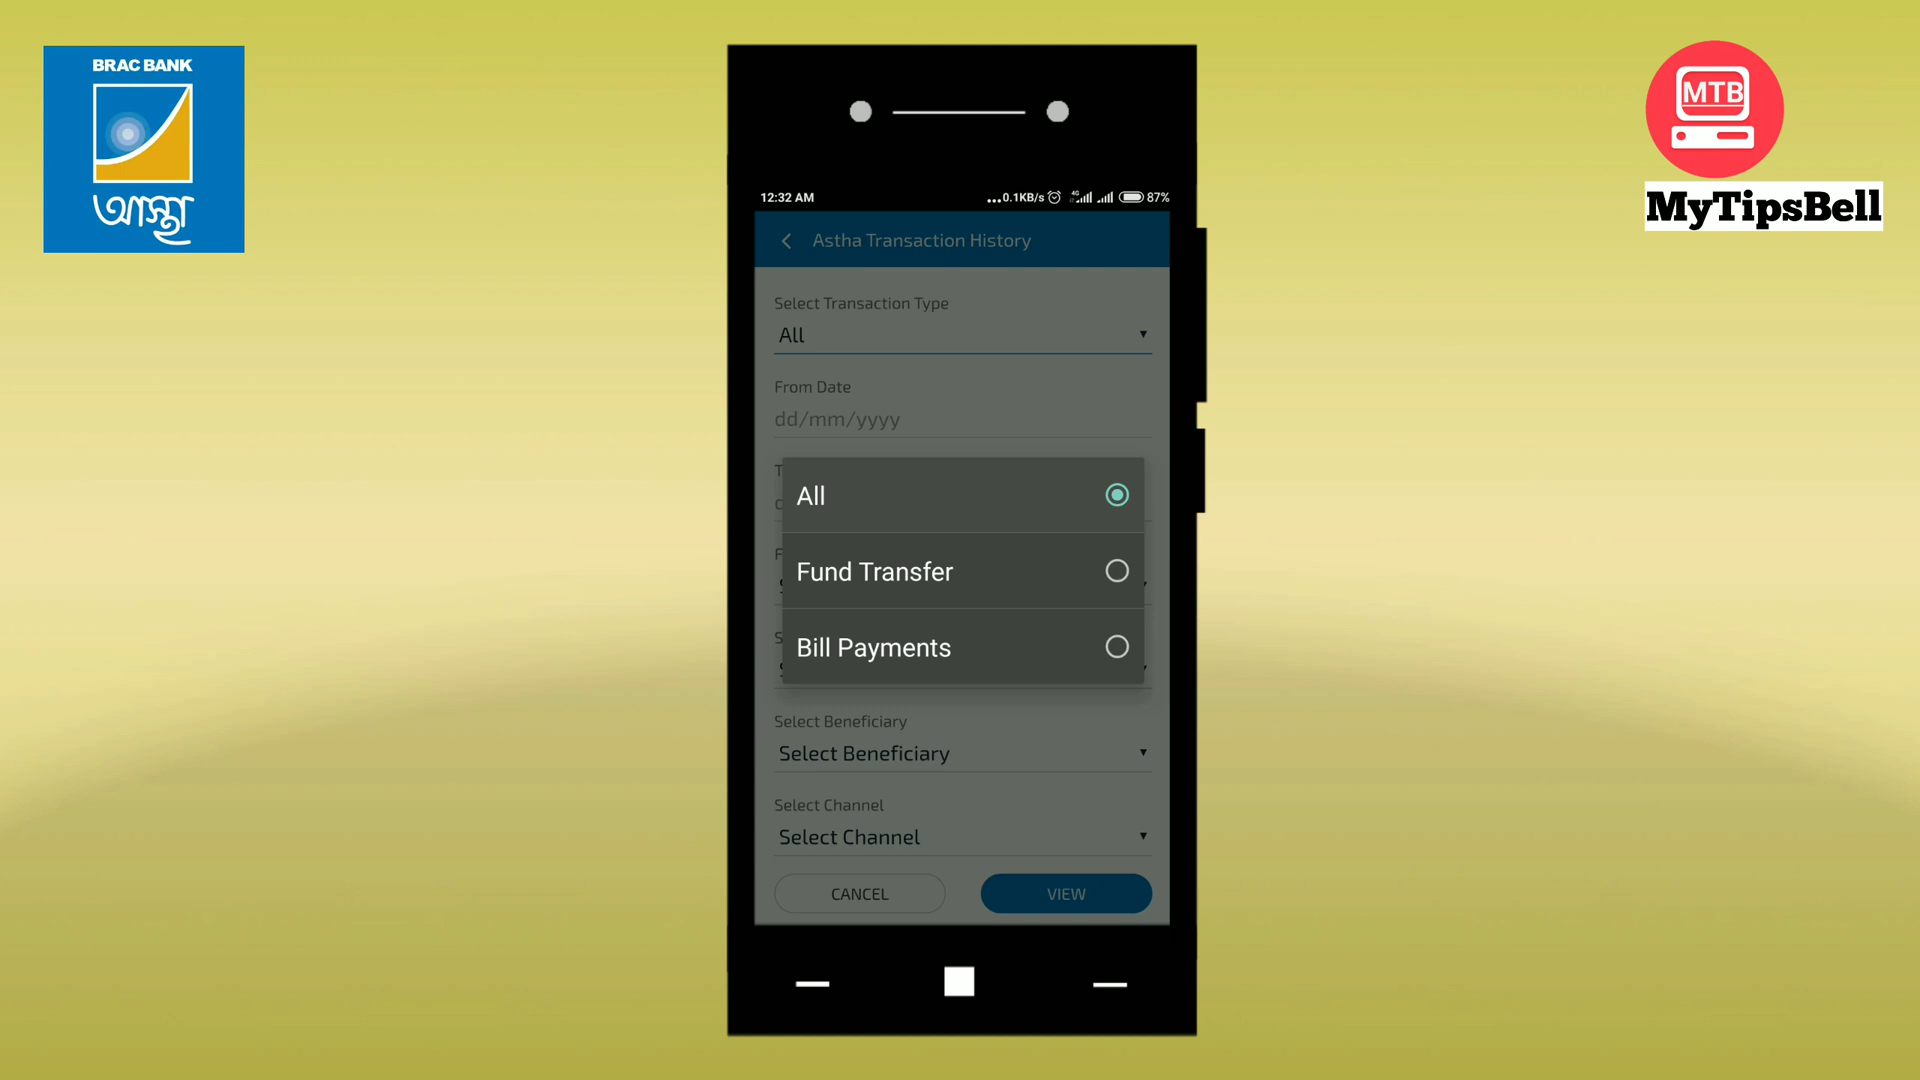 BRAC BANK
আস্থা
MTB
MyTipsBell
12:32 AM
...0.1KB/s 4G 87%
Astha Transaction History
Select Transaction Type
All
From Date
dd/mm/yyyy
All
Fund Transfer
Bill Payments
Select Beneficiary
Select Beneficiary
Select Channel
Select Channel
CANCEL
VIEW